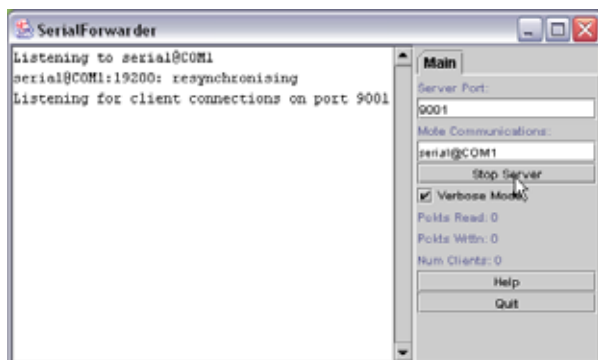 SerialForwarder
Listening to serial@COM1
serial@COM1:19200: resynchronising
Listening for client connections on port 9001
Main
Server Port:
9001
Mote Communications:
serial@COM1
Stop Server
Verbose Mode
Pckts Read: 0
Pckts Wrttn: 0
Num Clients: 0
Help
Quit